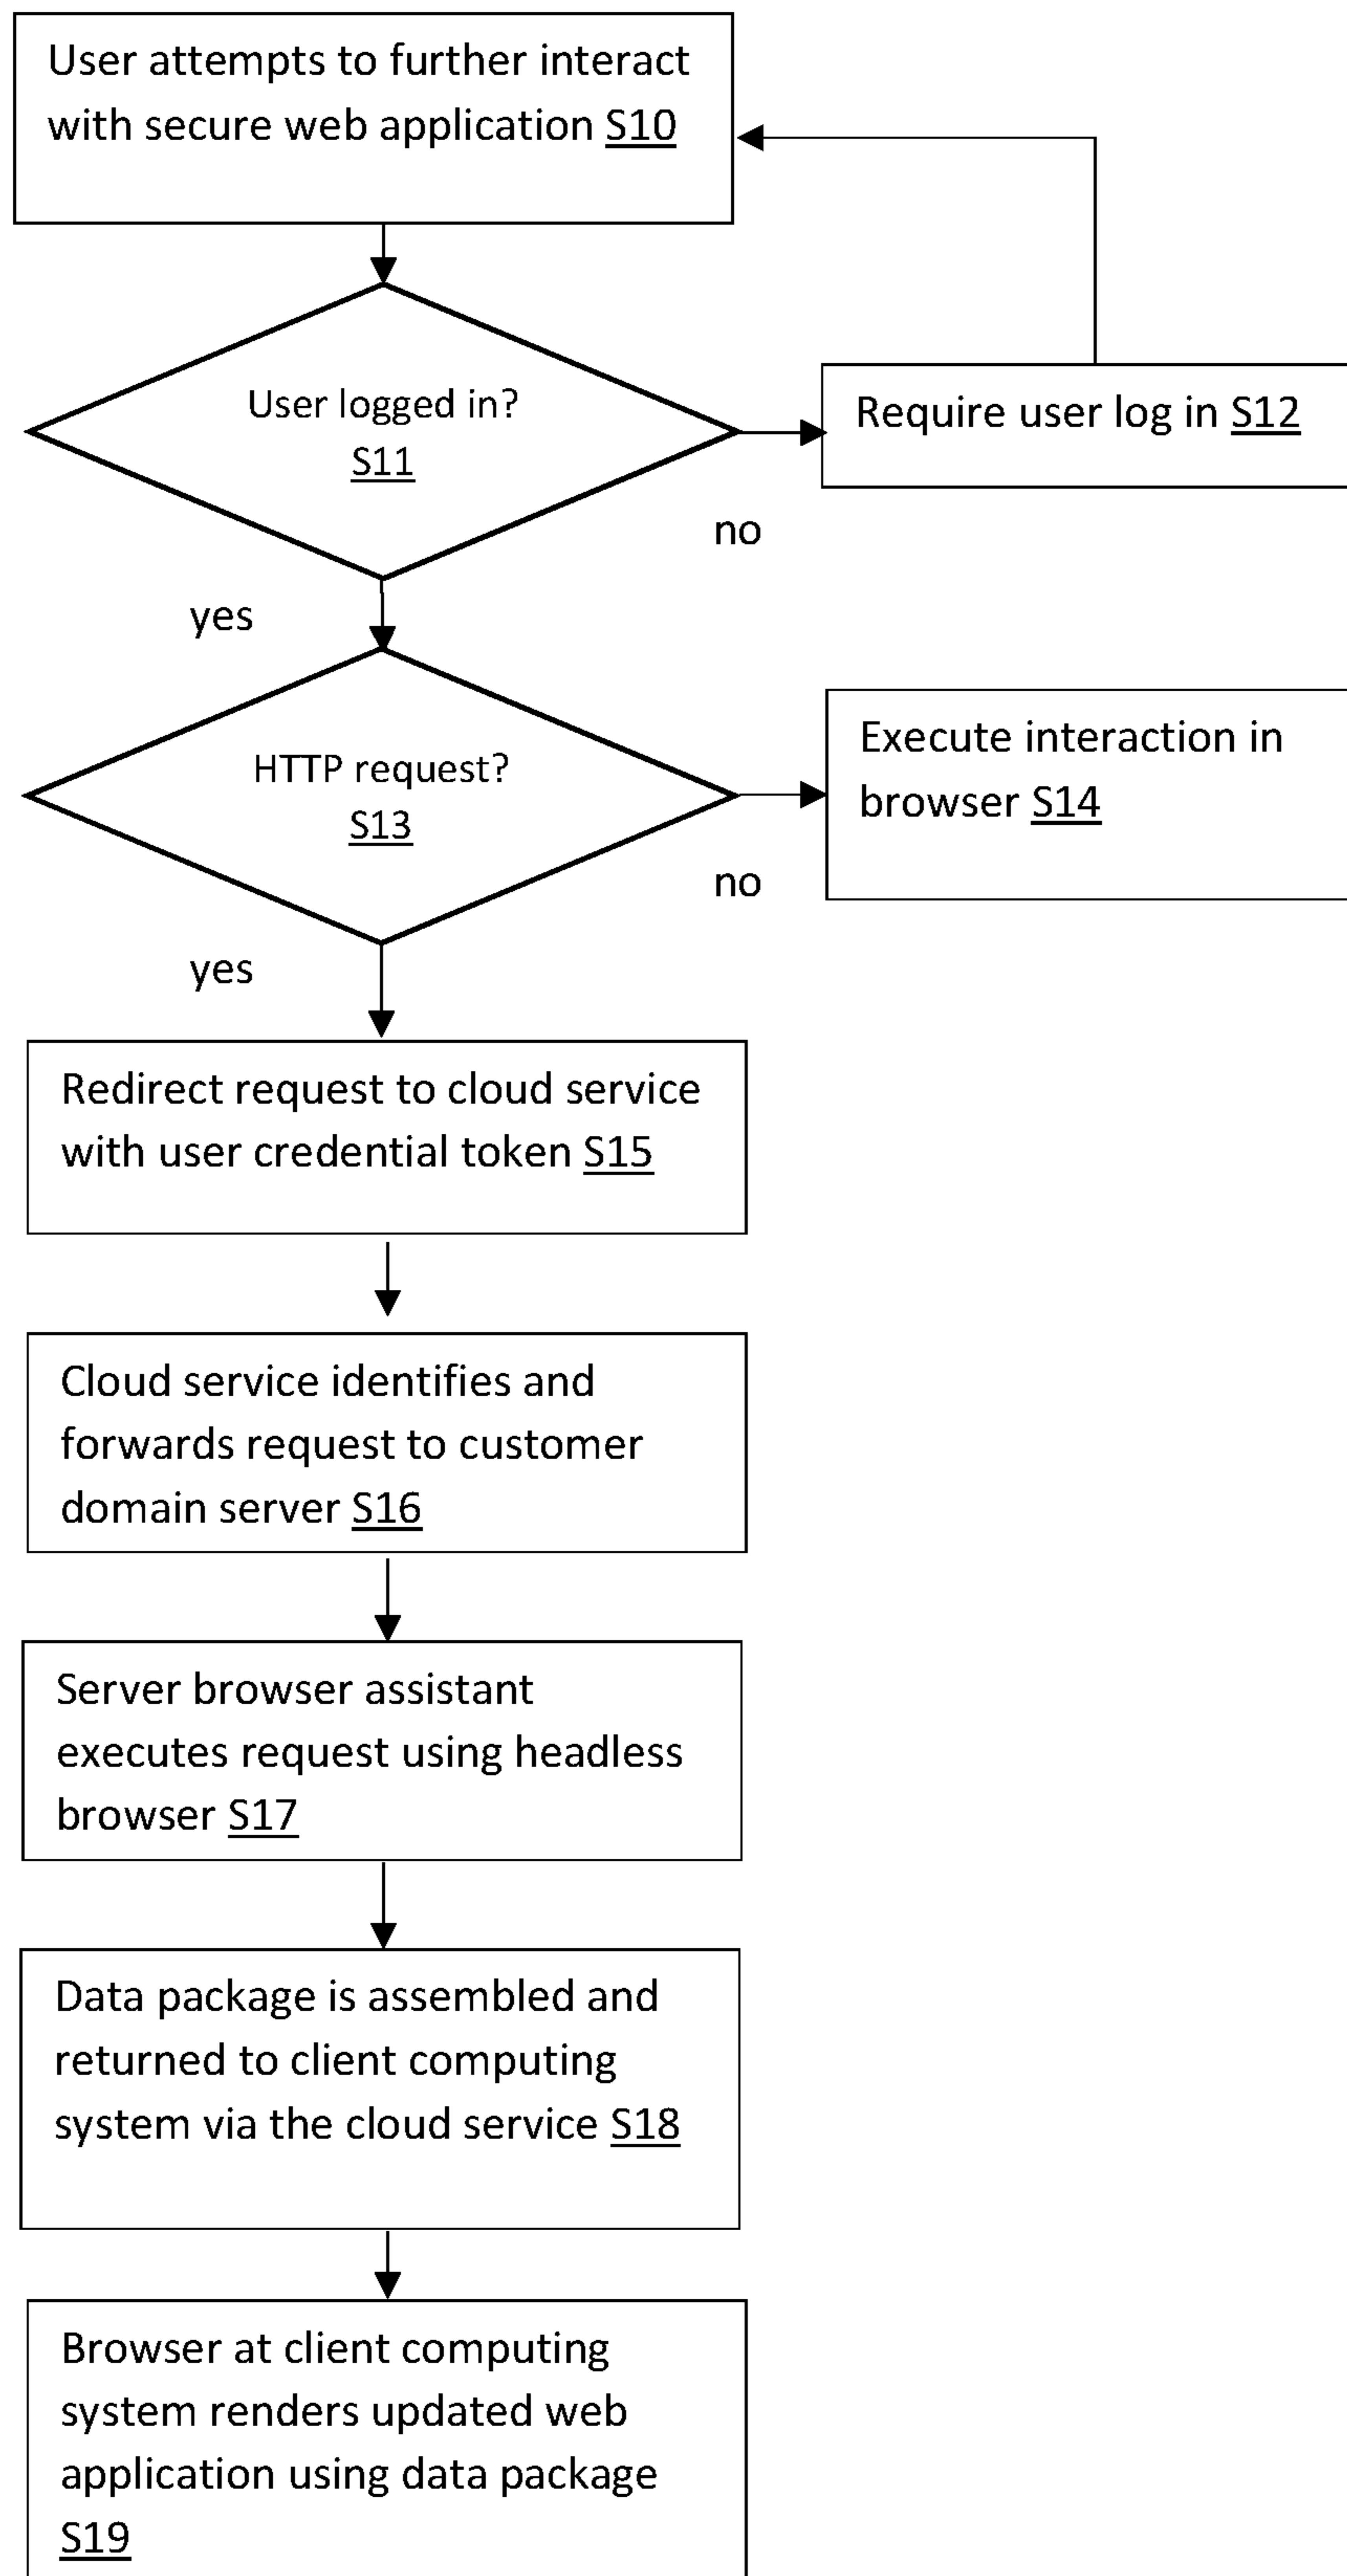 User attempts to further interact
with secure web application S10
User logged in?
S11
Require user log in S12
no
yes
HTTP request?
S13
Execute interaction in
browser S14
no
yes
Redirect request to cloud service
with user credential token S15
Cloud service identifies and
forwards request to customer
domain server S16
Server browser assistant
executes request using headless
browser S17
Data package is assembled and
returned to client computing
system via the cloud service S18
Browser at client computing
system renders updated web
application using data package
S19